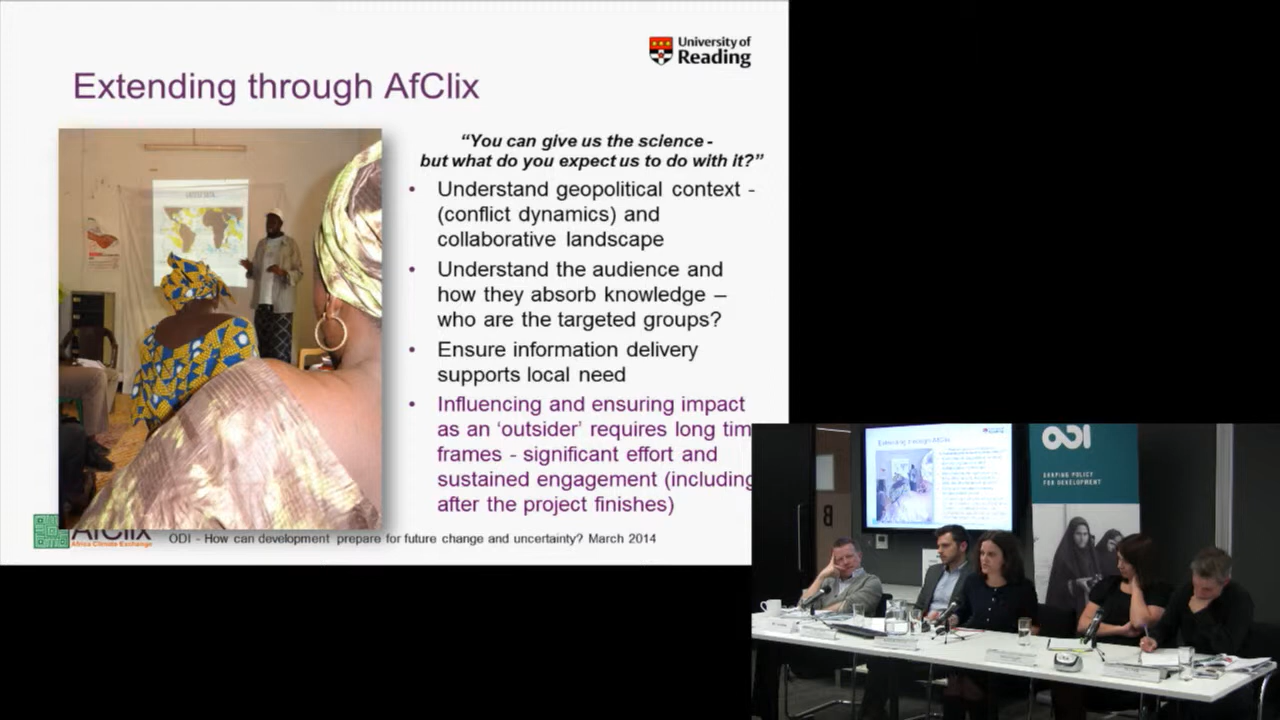 University of
Reading
Extending through AfClix
“You can give us the science -
but what do you expect us to do with it?”
• Understand geopolitical context -
(conflict dynamics) and
collaborative landscape
• Understand the audience and
how they absorb knowledge –
who are the targeted groups?
• Ensure information delivery
supports local need
• Influencing and ensuring impact
as an ‘outsider’ requires long tim
frames - significant effort and
sustained engagement (including
after the project finishes)
AfClix
Africa Climate Exchange
ODI - How can development prepare for future change and uncertainty? March 2014
Extending through AfClix
ODI
SHAPING POLICY
FOR DEVELOPMENT
8